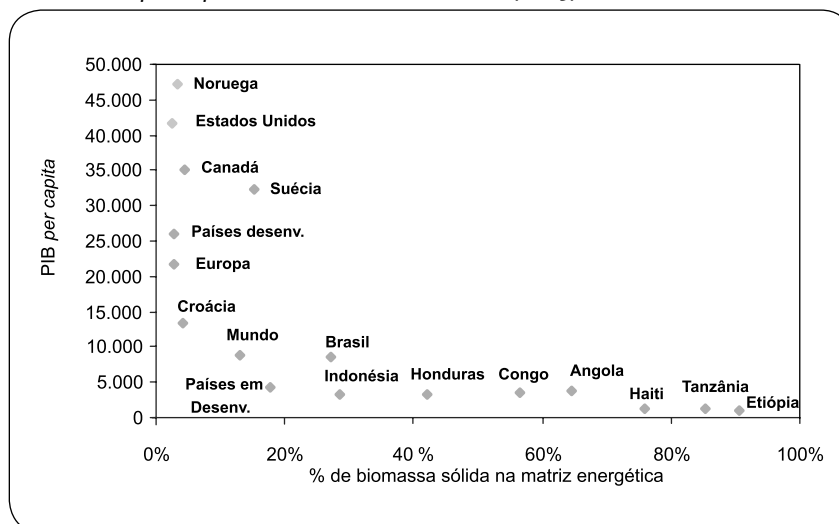 50.000
45.000
40.000
35.000
30.000
25.000
20.000
15.000
10.000
5.000
0
PIB per capita
Noruega
Estados Unidos
Canadá
Suécia
Países desenv.
Europa
Croácia
Mundo
Brasil
Países em
Desenv.
Indonésia
Honduras
Congo
Angola
Haiti
Tanzânia
Etiópia
0% 20% 40% 60% 80% 100%
% de biomassa sólida na matriz energética